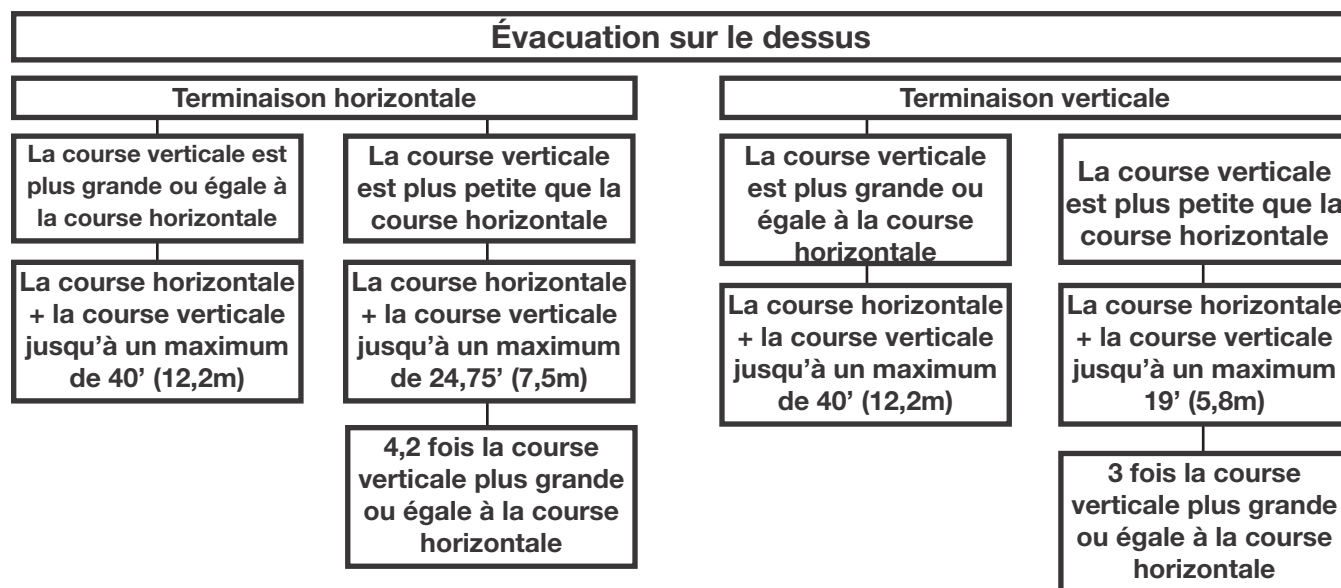 Évacuation sur le dessus
Terminaison horizontale
La course verticale est
plus grande ou égale à
la course horizontale
La course horizontale
+ la course verticale
jusqu’à un maximum
de 40’ (12,2m)
La course verticale
est plus petite que la
course horizontale
La course horizontale
+ la course verticale
jusqu’à un maximum
de 24,75’ (7,5m)
4,2 fois la course
verticale plus grande
ou égale à la course
horizontale
Terminaison verticale
La course verticale
est plus grande ou
égale à la course
horizontale
La course horizontale
+ la course verticale
jusqu’à un maximum
de 40’ (12,2m)
La course verticale
est plus petite que la
course horizontale
La course horizontale
+ la course verticale
jusqu’à un maximum
19’ (5,8m)
3 fois la course
verticale plus grande
ou égale à la course
horizontale